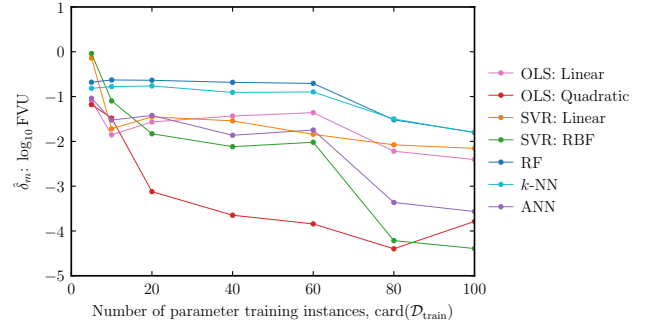 1
0
−1
−2
−3
−4
−5
δ̂ₘ: log₁₀ FVU
0 20 40 60 80 100
Number of parameter training instances, card(𝒟train)
OLS: Linear
OLS: Quadratic
SVR: Linear
SVR: RBF
RF
k-NN
ANN